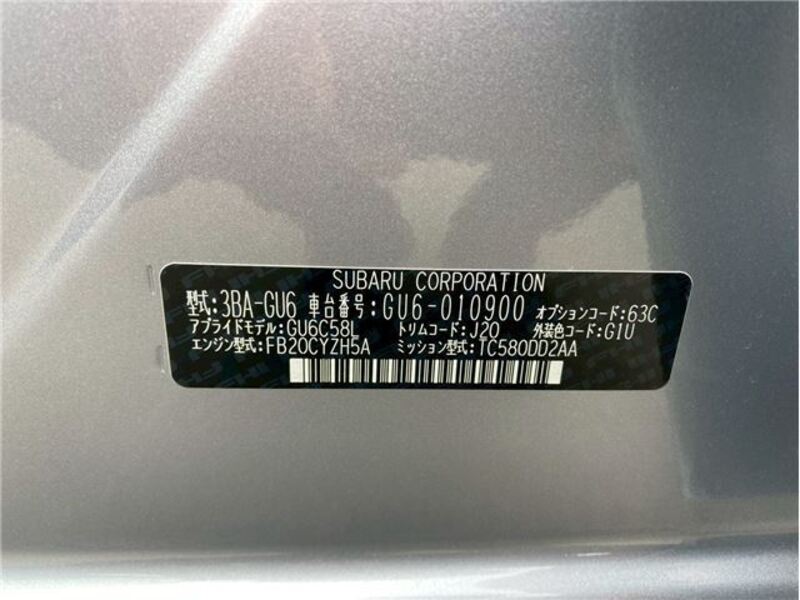 SUBARU CORPORATION
型式:3BA-GU6 車台番号:GU6-010900 オプションコード:63C
アプライドモデル:GU6C58L トリムコード:J20 外装色コード:G1U
エンジン型式:FB20CYZH5A ミッション型式:TC580DD2AA